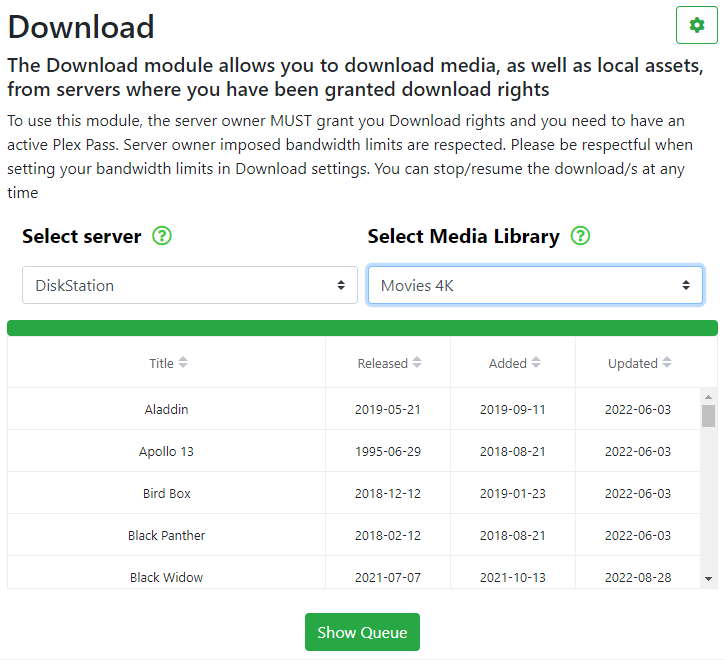 Download
The Download module allows you to download media, as well as local assets,
from servers where you have been granted download rights
To use this module, the server owner MUST grant you Download rights and you need to have an
active Plex Pass. Server owner imposed bandwidth limits are respected. Please be respectful when
setting your bandwidth limits in Download settings. You can stop/resume the download/s at any
time
Select server ? Select Media Library ?
DiskStation Movies 4K
Title Released Added Updated
Aladdin 2019-05-21 2019-09-11 2022-06-03
Apollo 13 1995-06-29 2018-08-21 2022-06-03
Bird Box 2018-12-12 2019-01-23 2022-06-03
Black Panther 2018-02-12 2018-08-21 2022-06-03
Black Widow 2021-07-07 2021-10-13 2022-08-28
Show Queue